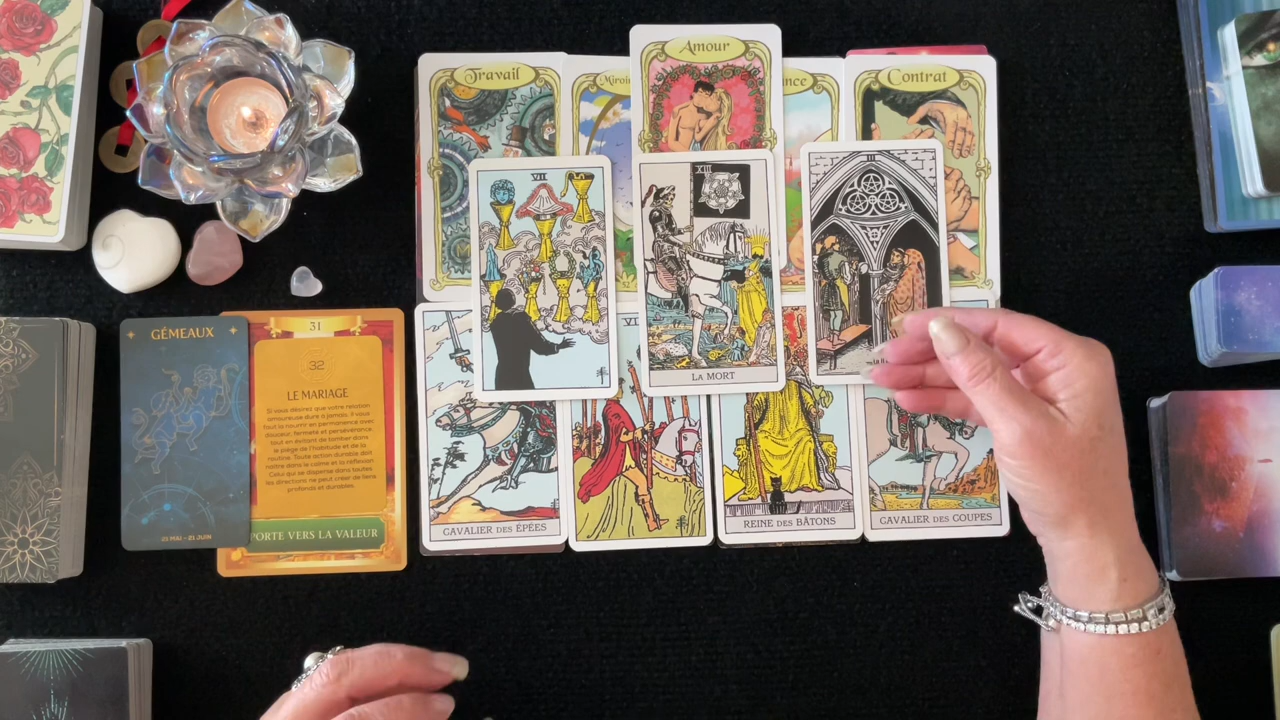 Travail
Miroir
Amour
nce
Contrat
VII
XIII
III
LA MORT
GÉMEAUX
21 MAI - 21 JUIN
31
32
LE MARIAGE
Si vous désirez que votre relation
amoureuse dure à jamais, il vous
faut la nourrir en permanence avec
douceur, fermeté et persévérance,
tout en évitant de tomber dans
le piège de l'habitude et de la
routine. Toute action durable doit
naître dans le calme et la réflexion.
Celui qui se disperse dans toutes
les directions ne peut créer de liens
profonds et durables.
PORTE VERS LA VALEUR
CAVALIER DES ÉPÉES
REINE DES BÂTONS
CAVALIER DES COUPES